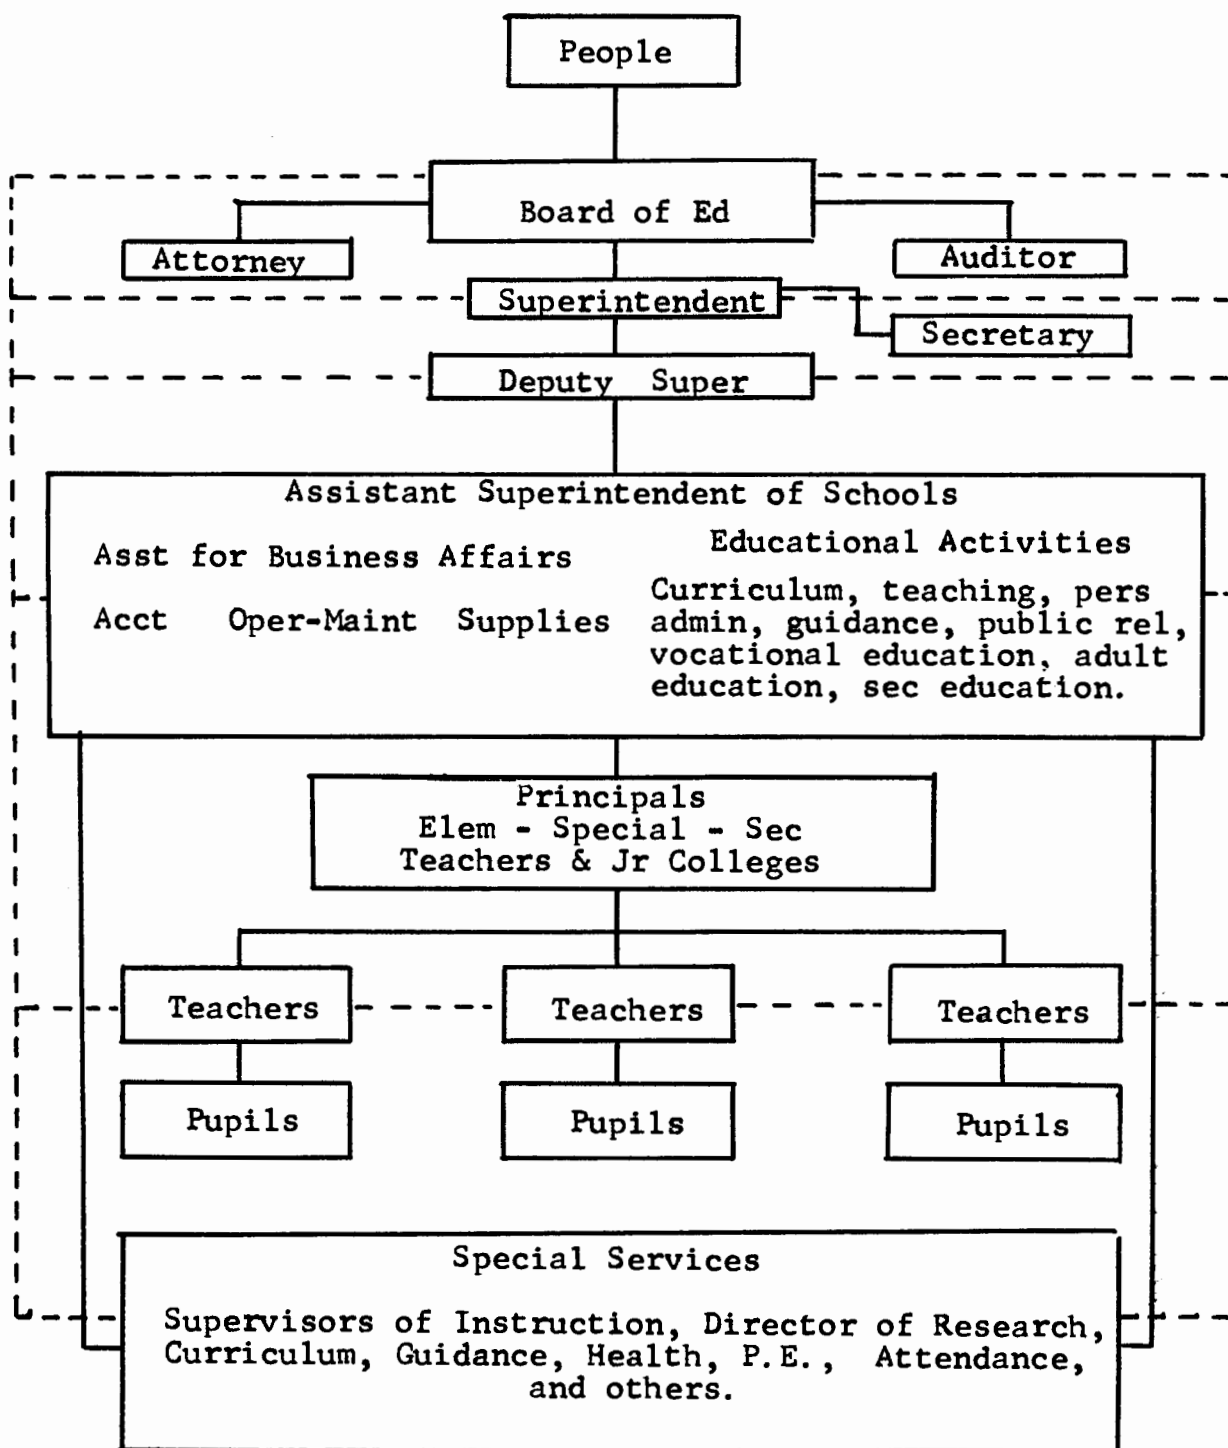 People
Board of Ed
Attorney
Auditor
Superintendent
Secretary
Deputy Super
Assistant Superintendent of Schools
Asst for Business Affairs
Acct Oper-Maint Supplies
Educational Activities
Curriculum, teaching, pers
admin, guidance, public rel,
vocational education, adult
education, sec education.
Principals
Elem - Special - Sec
Teachers & Jr Colleges
Teachers
Teachers
Teachers
Pupils
Pupils
Pupils
Special Services
Supervisors of Instruction, Director of Research,
Curriculum, Guidance, Health, P.E., Attendance,
and others.